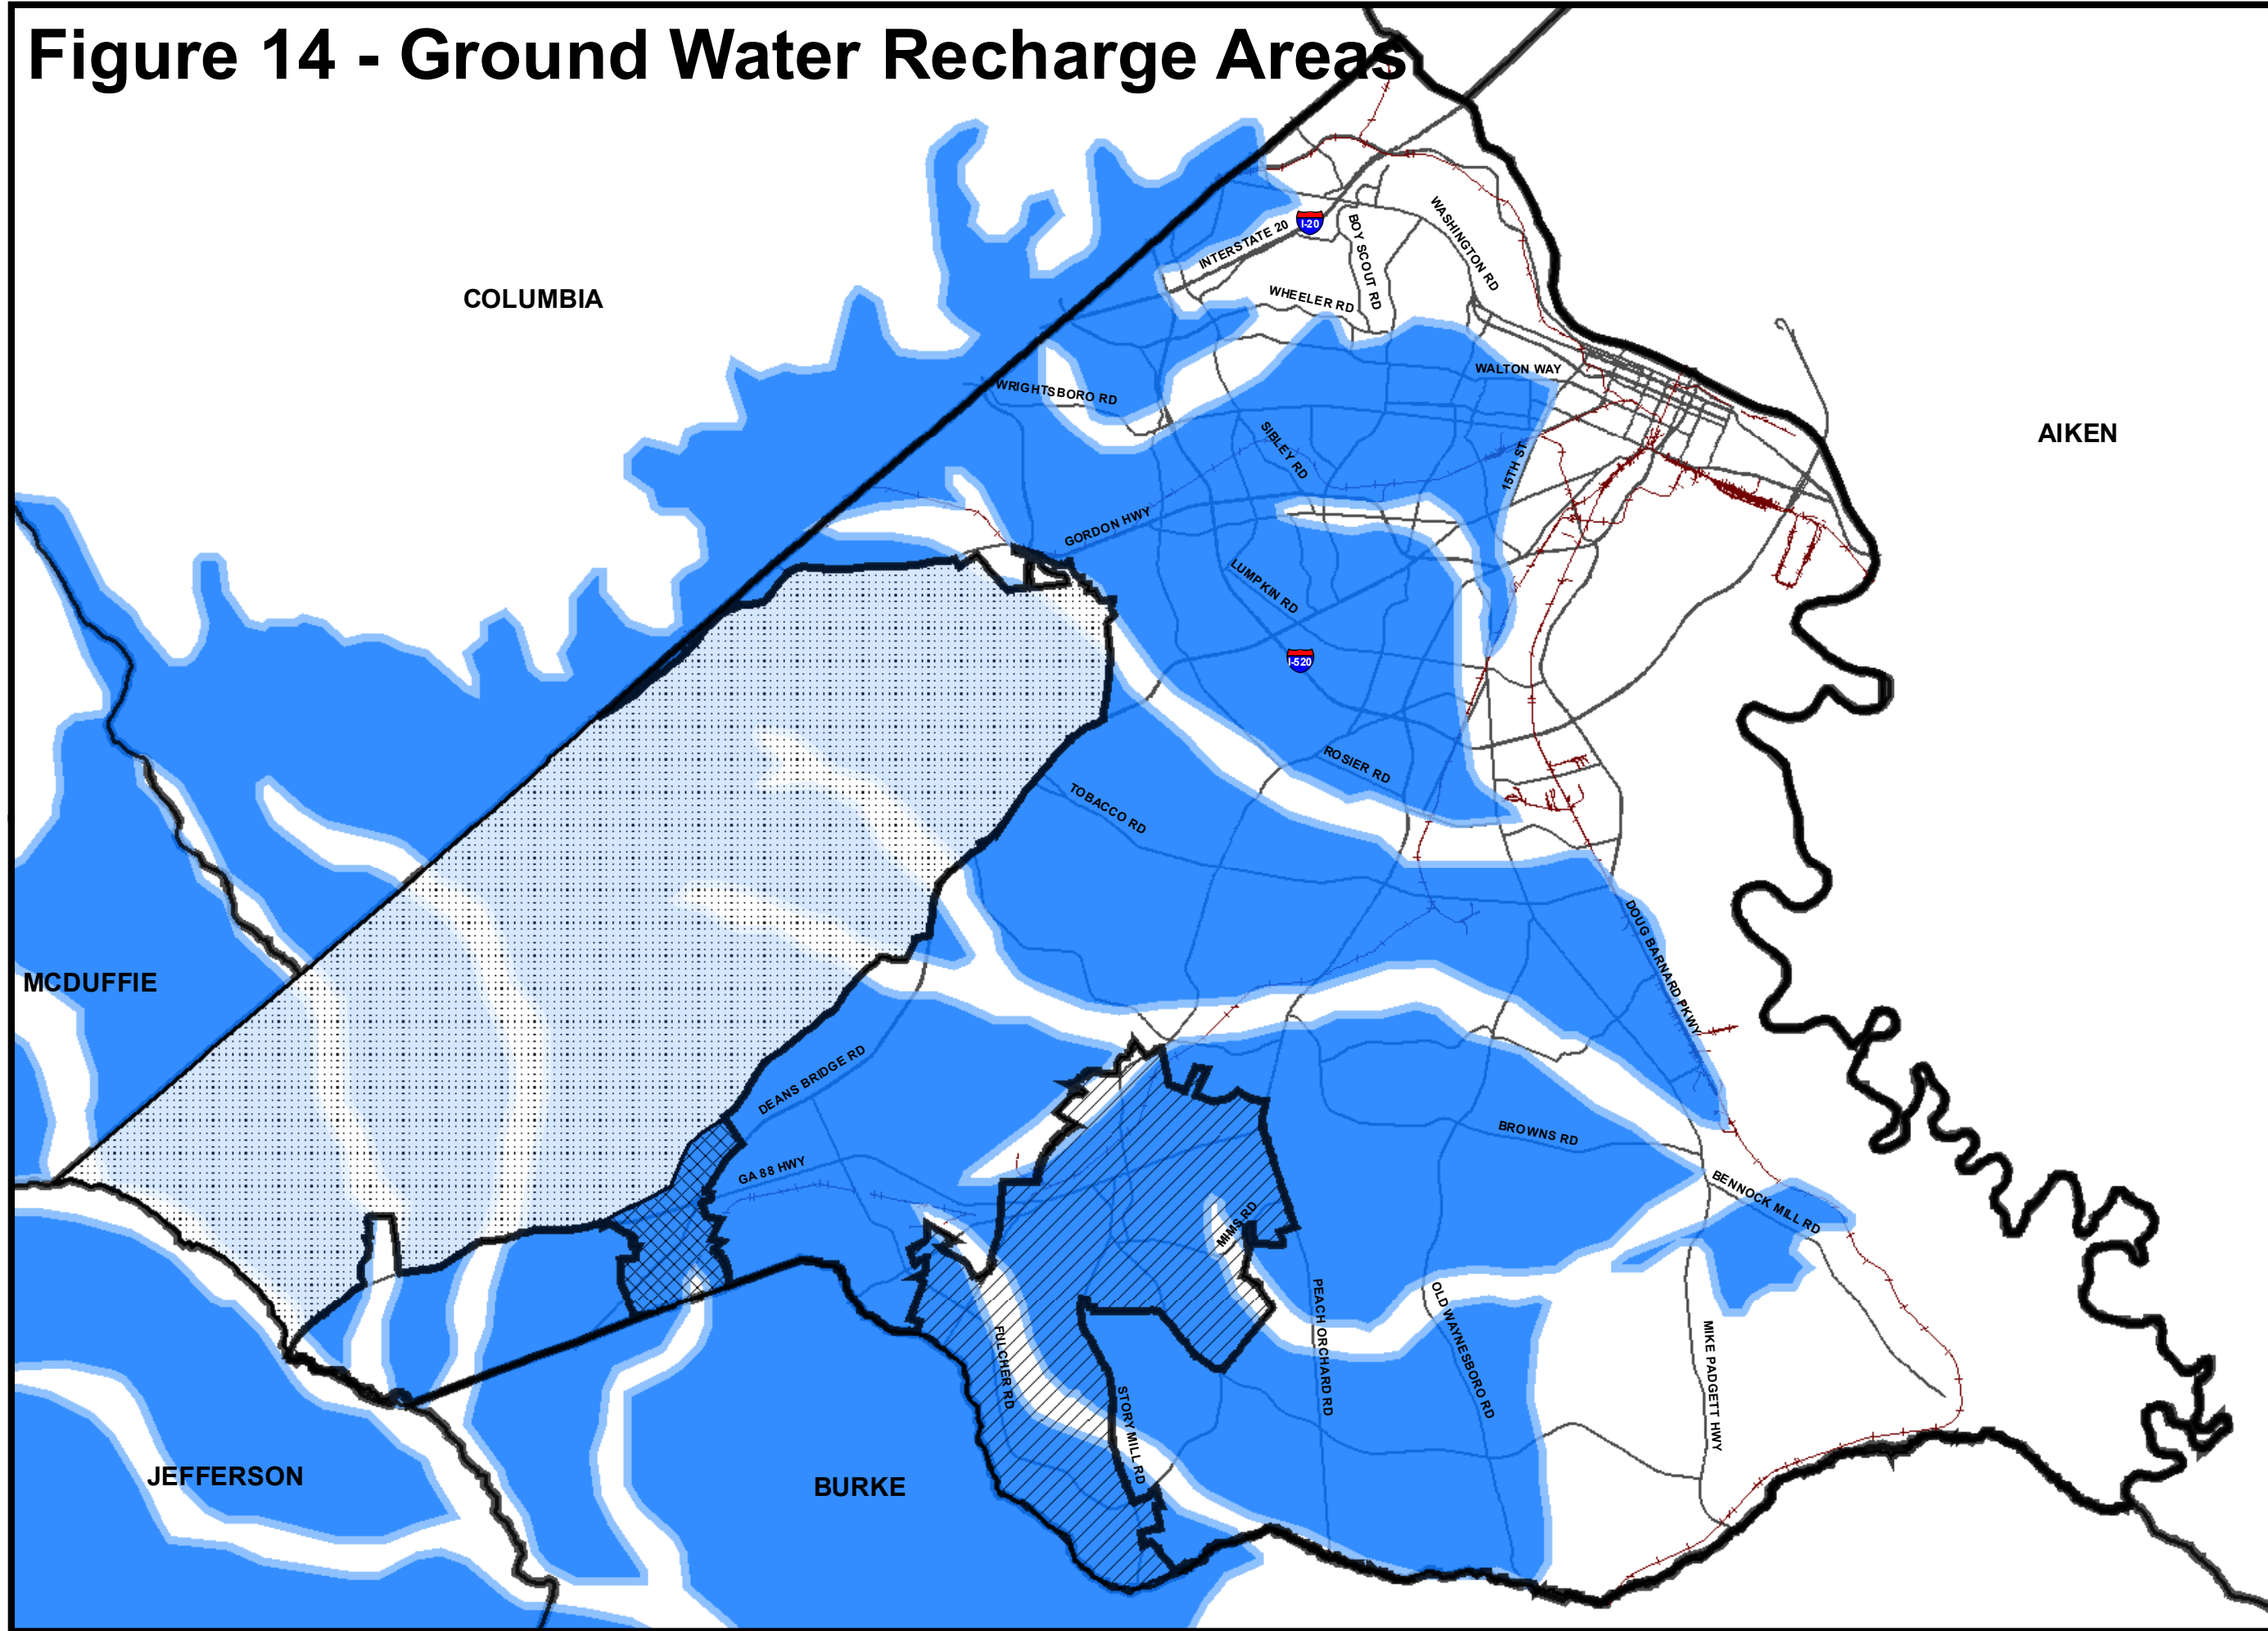 Figure 14 - Ground Water Recharge Areas
COLUMBIA
INTERSTATE 20
I-20
BOY SCOUT RD
WASHINGTON RD
WHEELER RD
WALTON WAY
WRIGHTSBORO RD
AIKEN
SIBLEY RD
15TH ST
GORDON HWY
LUMPKIN RD
I-520
ROSIER RD
TOBACCO RD
DOUG BARNARD PKWY
MCDUFFIE
DEANS BRIDGE RD
BROWNS RD
GA 88 HWY
BENNOCK MILL RD
MIMS RD
PEACH ORCHARD RD
OLD WAYNESBORO RD
MIKE PADGETT HWY
FULCHER RD
STORY MILL RD
JEFFERSON
BURKE